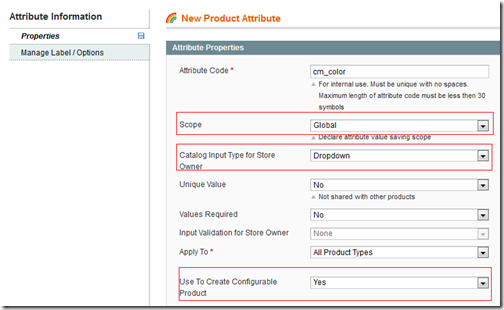 Attribute Information
Properties
Manage Label / Options
New Product Attribute
Attribute Properties
Attribute Code * cm_color
For internal use. Must be unique with no spaces.
Maximum length of attribute code must be less then 30
symbols
Scope Global
Declare attribute value saving scope
Catalog Input Type for Store
Owner Dropdown
Unique Value No
Not shared with other products
Values Required No
Input Validation for Store Owner None
Apply To * All Product Types
Use To Create Configurable
Product Yes